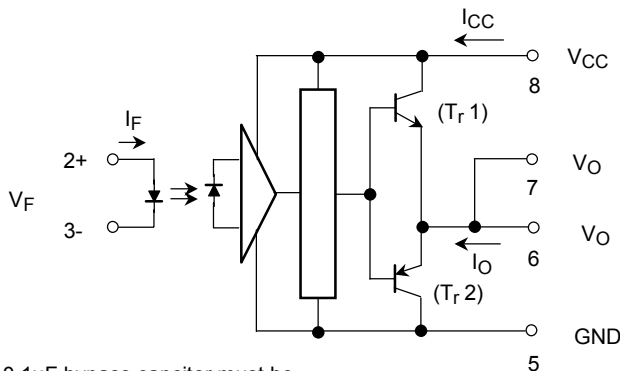 ICC
VCC
8
(Tr 1)
IF
2+
VO
7
VF
3-
VO
6
IO
(Tr 2)
GND
5